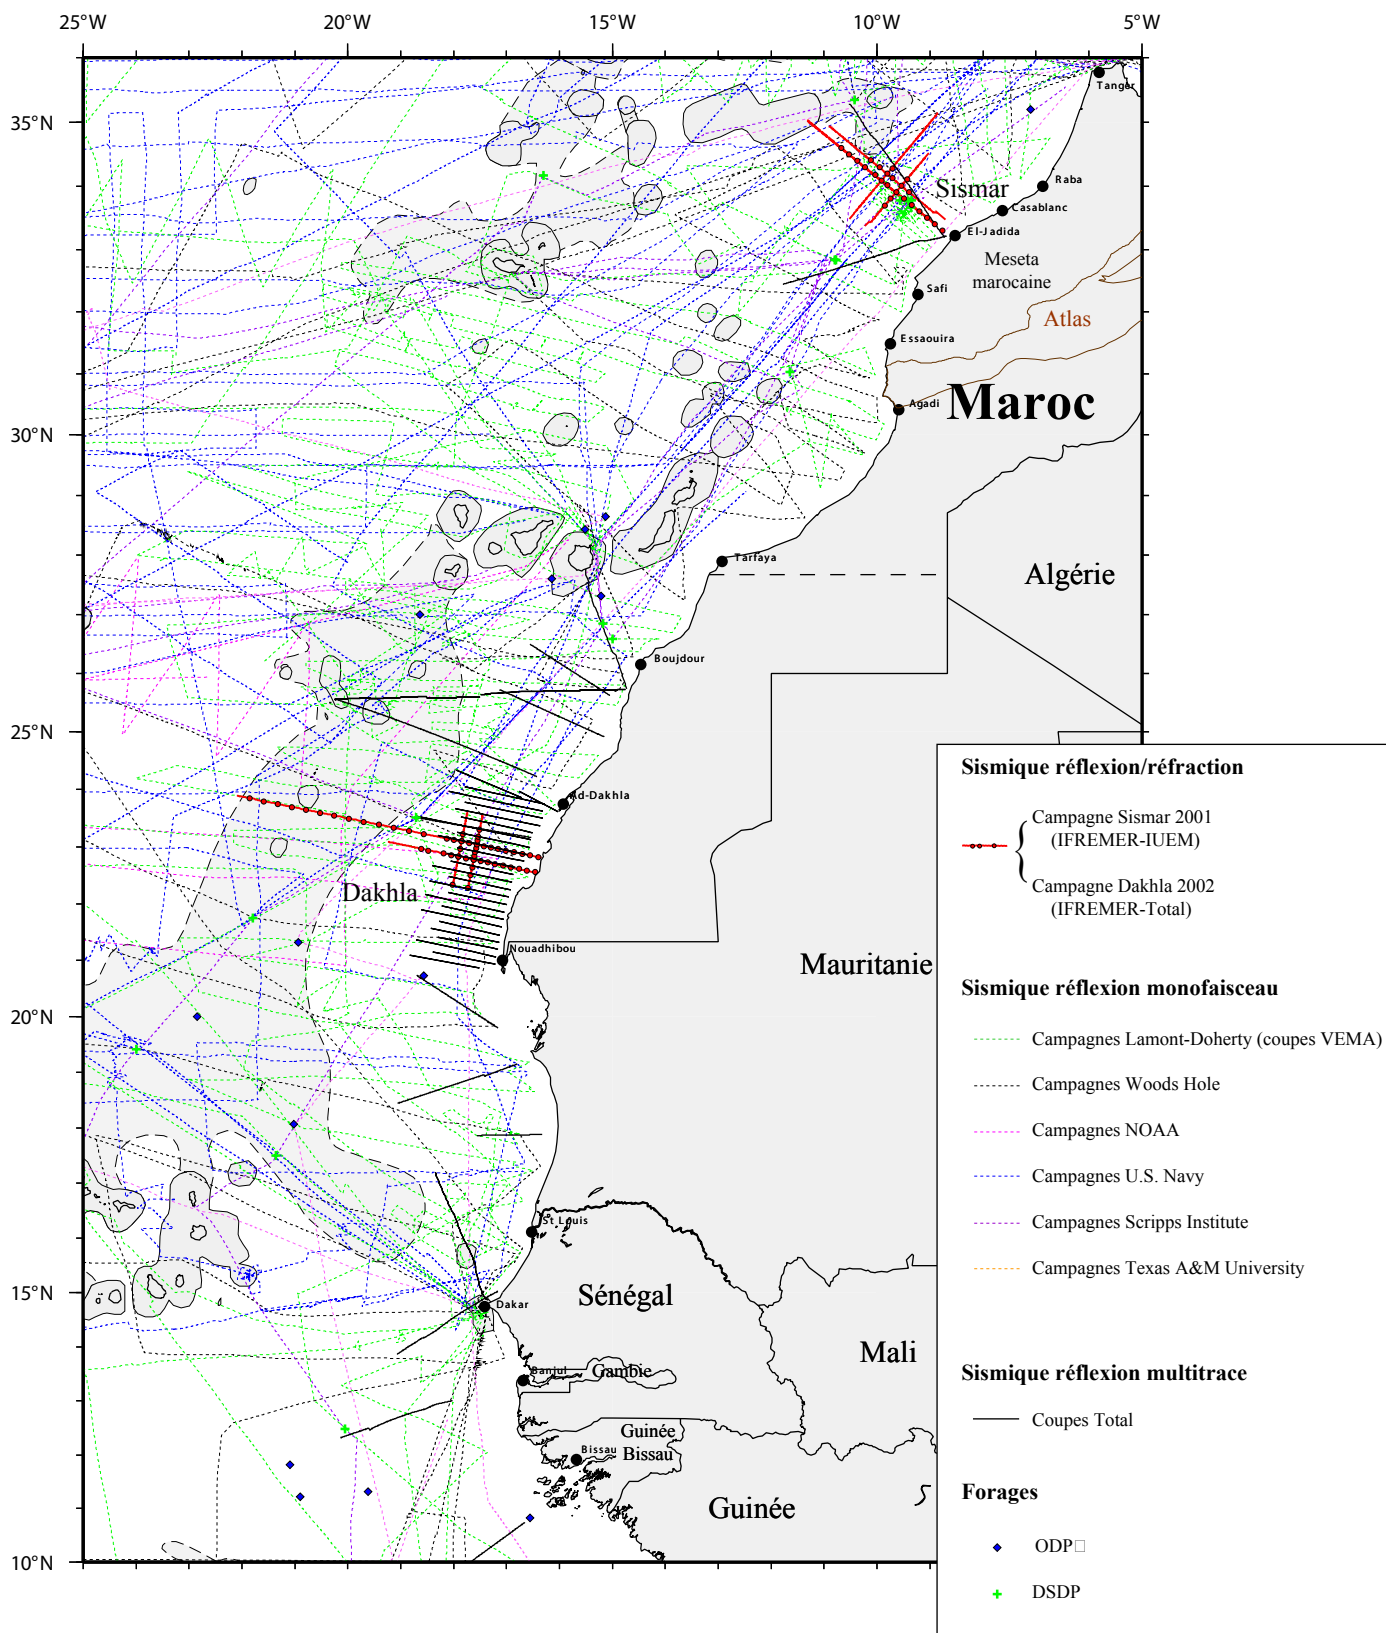 25°W
20°W
15°W
10°W
5°W
35°N
30°N
25°N
20°N
15°N
10°N
Tanger
Raba
Sismar
Casablanc
El-Jadida
Meseta
marocaine
Safi
Atlas
Essaouira
Maroc
Agadi
Tarfaya
Algérie
Boujdour
Ad-Dakhla
Dakhla
Nouadhibou
Mauritanie
St Louis
Sénégal
Dakar
Mali
Banjul
Gambie
Guinée
Bissau
Bissau
Guinée
Sismique réflexion/réfraction
Campagne Sismar 2001
(IFREMER-IUEM)
Campagne Dakhla 2002
(IFREMER-Total)
Sismique réflexion monofaisceau
Campagnes Lamont-Doherty (coupes VEMA)
Campagnes Woods Hole
Campagnes NOAA
Campagnes U.S. Navy
Campagnes Scripps Institute
Campagnes Texas A&M University
Sismique réflexion multitrace
Coupes Total
Forages
ODP□
DSDP